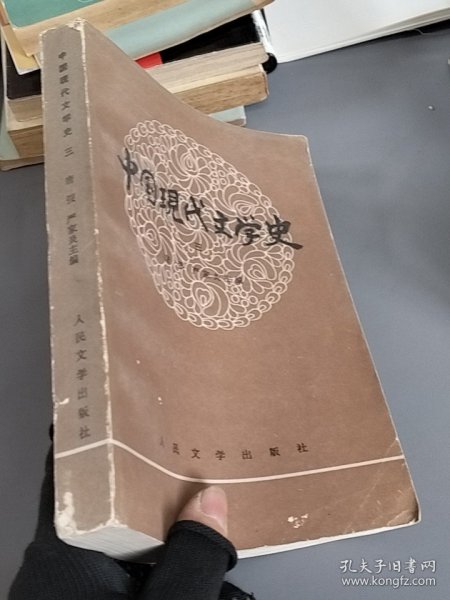 中国现代文学史 三 唐弢 严家炎主编 人民文学出版社
中国現代文学史
三
人民文学出版社
孔夫子旧书网
www.kongfz.com